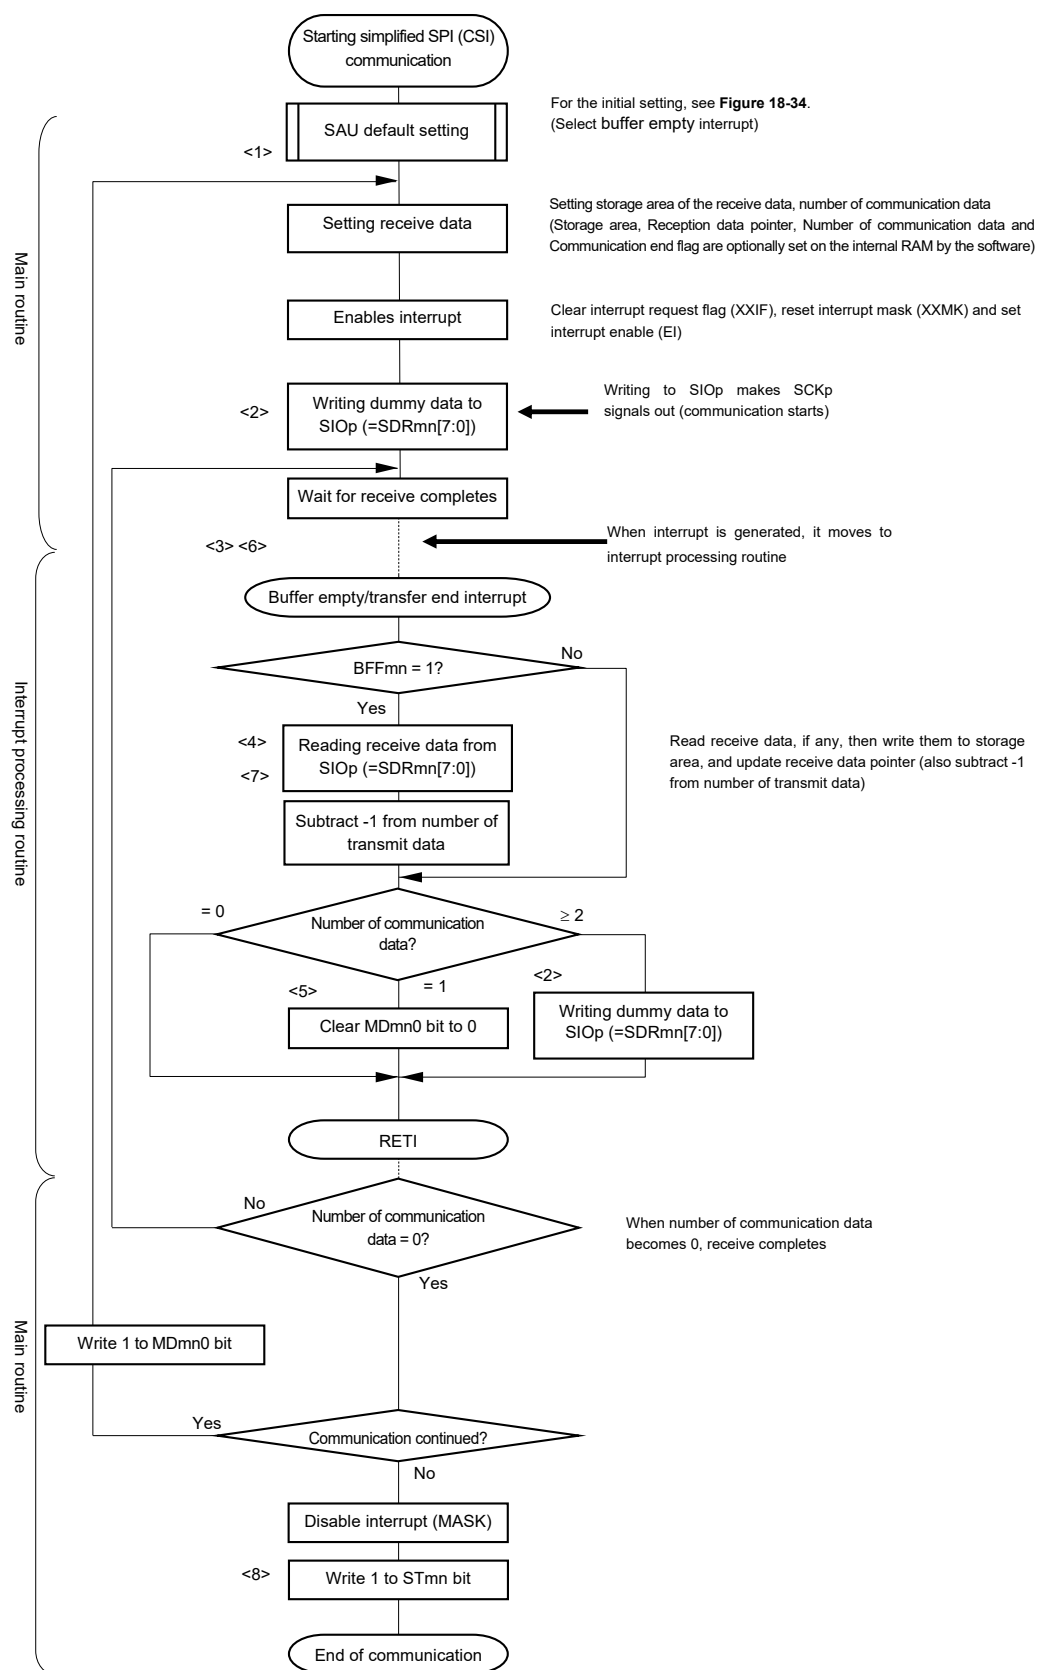 Starting simplified SPI (CSI)
communication
For the initial setting, see Figure 18-34.
(Select buffer empty interrupt)
SAU default setting
<1>
Setting storage area of the receive data, number of communication data
(Storage area, Reception data pointer, Number of communication data and
Communication end flag are optionally set on the internal RAM by the software)
Setting receive data
Main routine
Enables interrupt
Clear interrupt request flag (XXIF), reset interrupt mask (XXMK) and set
interrupt enable (EI)
Writing to SIOp makes SCKp
signals out (communication starts)
<2>
Writing dummy data to
SIOp (=SDRmn[7:0])
Wait for receive completes
When interrupt is generated, it moves to
interrupt processing routine
<3> <6>
Buffer empty/transfer end interrupt
BFFmn = 1?
No
Yes
Interrupt processing routine
<4>
<7>
Reading receive data from
SIOp (=SDRmn[7:0])
Read receive data, if any, then write them to storage
area, and update receive data pointer (also subtract -1
from number of transmit data)
Subtract -1 from number of
transmit data
= 0
Number of communication
data?
≥ 2
= 1
<5>
<2>
Clear MDmn0 bit to 0
Writing dummy data to
SIOp (=SDRmn[7:0])
RETI
No
Number of communication
data = 0?
When number of communication data
becomes 0, receive completes
Yes
Write 1 to MDmn0 bit
Main routine
Yes
Communication continued?
No
Disable interrupt (MASK)
<8>
Write 1 to STmn bit
End of communication